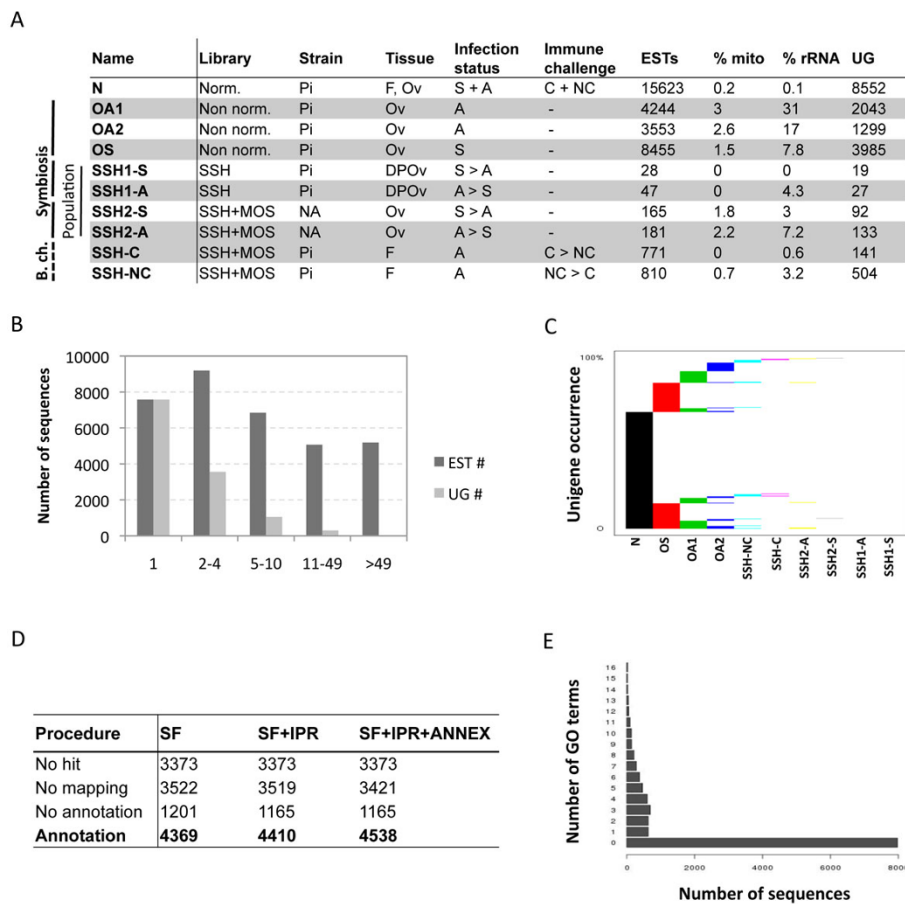 A
Name Library Strain Tissue Infection status Immune challenge ESTs % mito % rRNA UG
N Norm. Pi F, Ov S + A C + NC 15623 0.2 0.1 8552
OA1 Non norm. Pi Ov A - 4244 3 31 2043
OA2 Non norm. Pi Ov A - 3553 2.6 17 1299
OS Non norm. Pi Ov S - 8455 1.5 7.8 3985
SSH1-S SSH Pi DPOv S > A - 28 0 0 19
SSH1-A SSH Pi DPOv A > S - 47 0 4.3 27
SSH2-S SSH+MOS NA Ov S > A - 165 1.8 3 92
SSH2-A SSH+MOS NA Ov A > S - 181 2.2 7.2 133
SSH-C SSH+MOS Pi F A C > NC 771 0 0.6 141
SSH-NC SSH+MOS Pi F A NC > C 810 0.7 3.2 504
Symbiosis
Population
B. ch.
B
Number of sequences
10000
8000
6000
4000
2000
0
1 2-4 5-10 11-49 >49
EST #
UG #
C
Unigene occurrence
100%
0
N OS OA1 OA2 SSH-NC SSH-C SSH2-A SSH2-S SSH1-A SSH1-S
D
Procedure SF SF+IPR SF+IPR+ANNEX
No hit 3373 3373 3373
No mapping 3522 3519 3421
No annotation 1201 1165 1165
Annotation 4369 4410 4538
E
Number of GO terms
16
15
14
13
12
11
10
9
8
7
6
5
4
3
2
1
0
0 2000 4000 6000 8000
Number of sequences